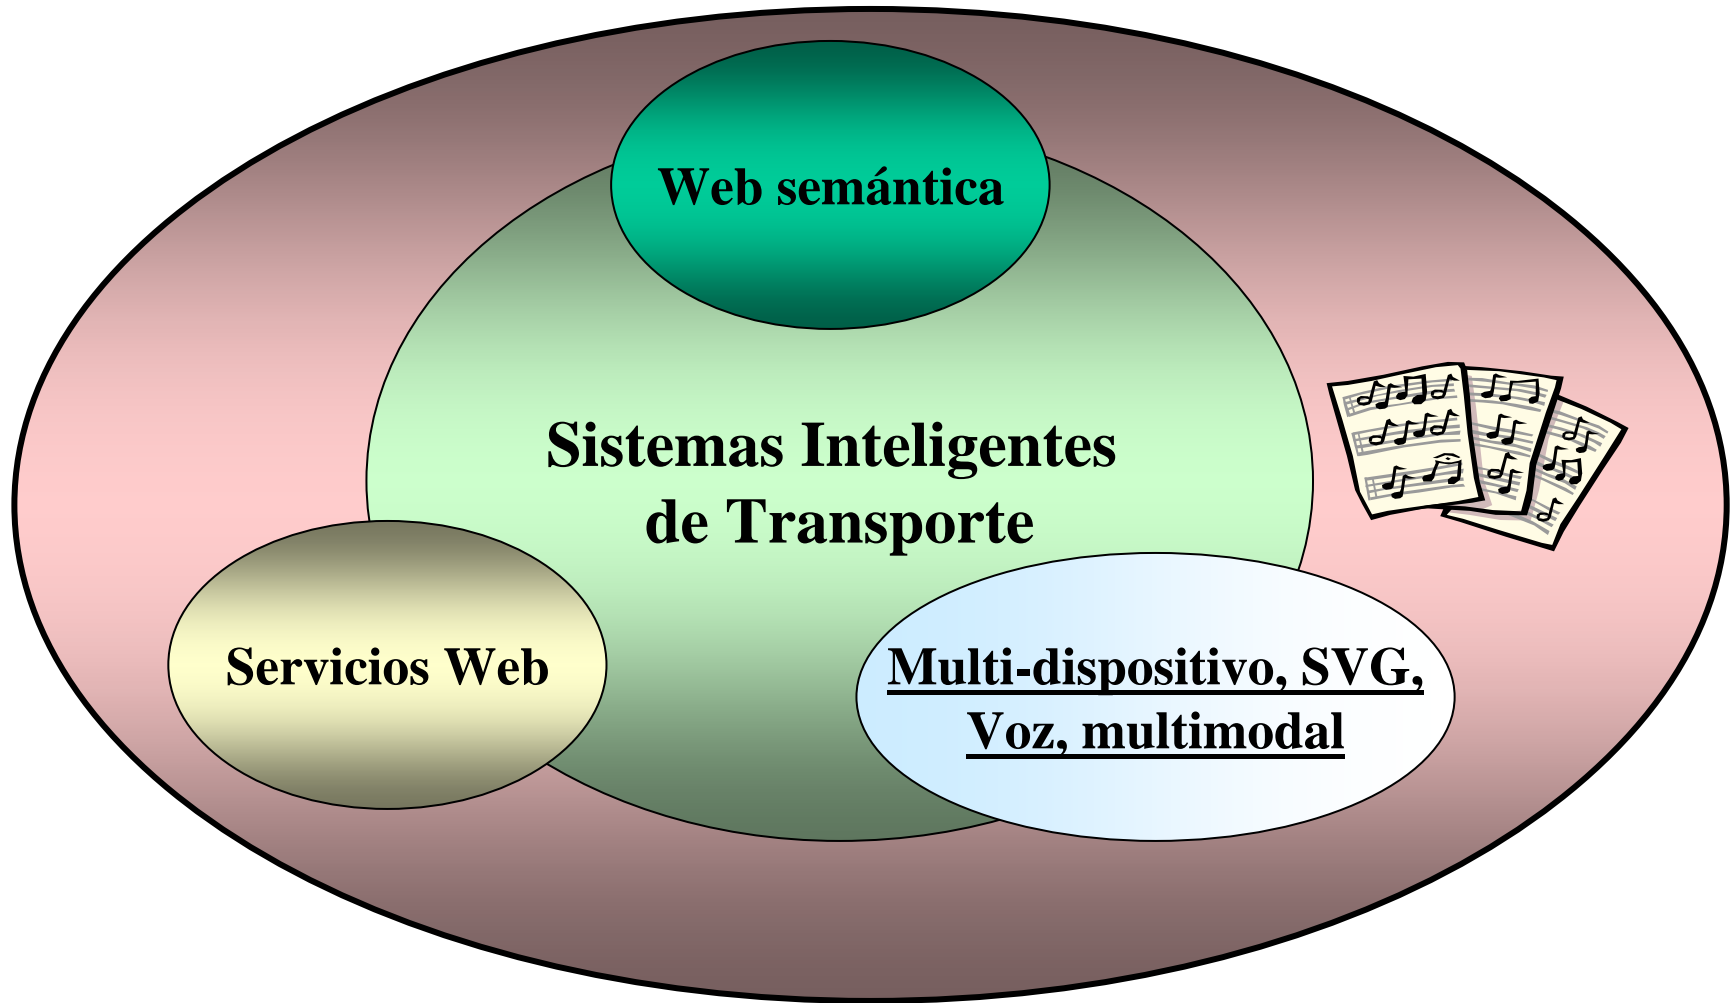 Web semántica
Sistemas Inteligentes
de Transporte
Servicios Web
Multi-dispositivo, SVG,
Voz, multimodal